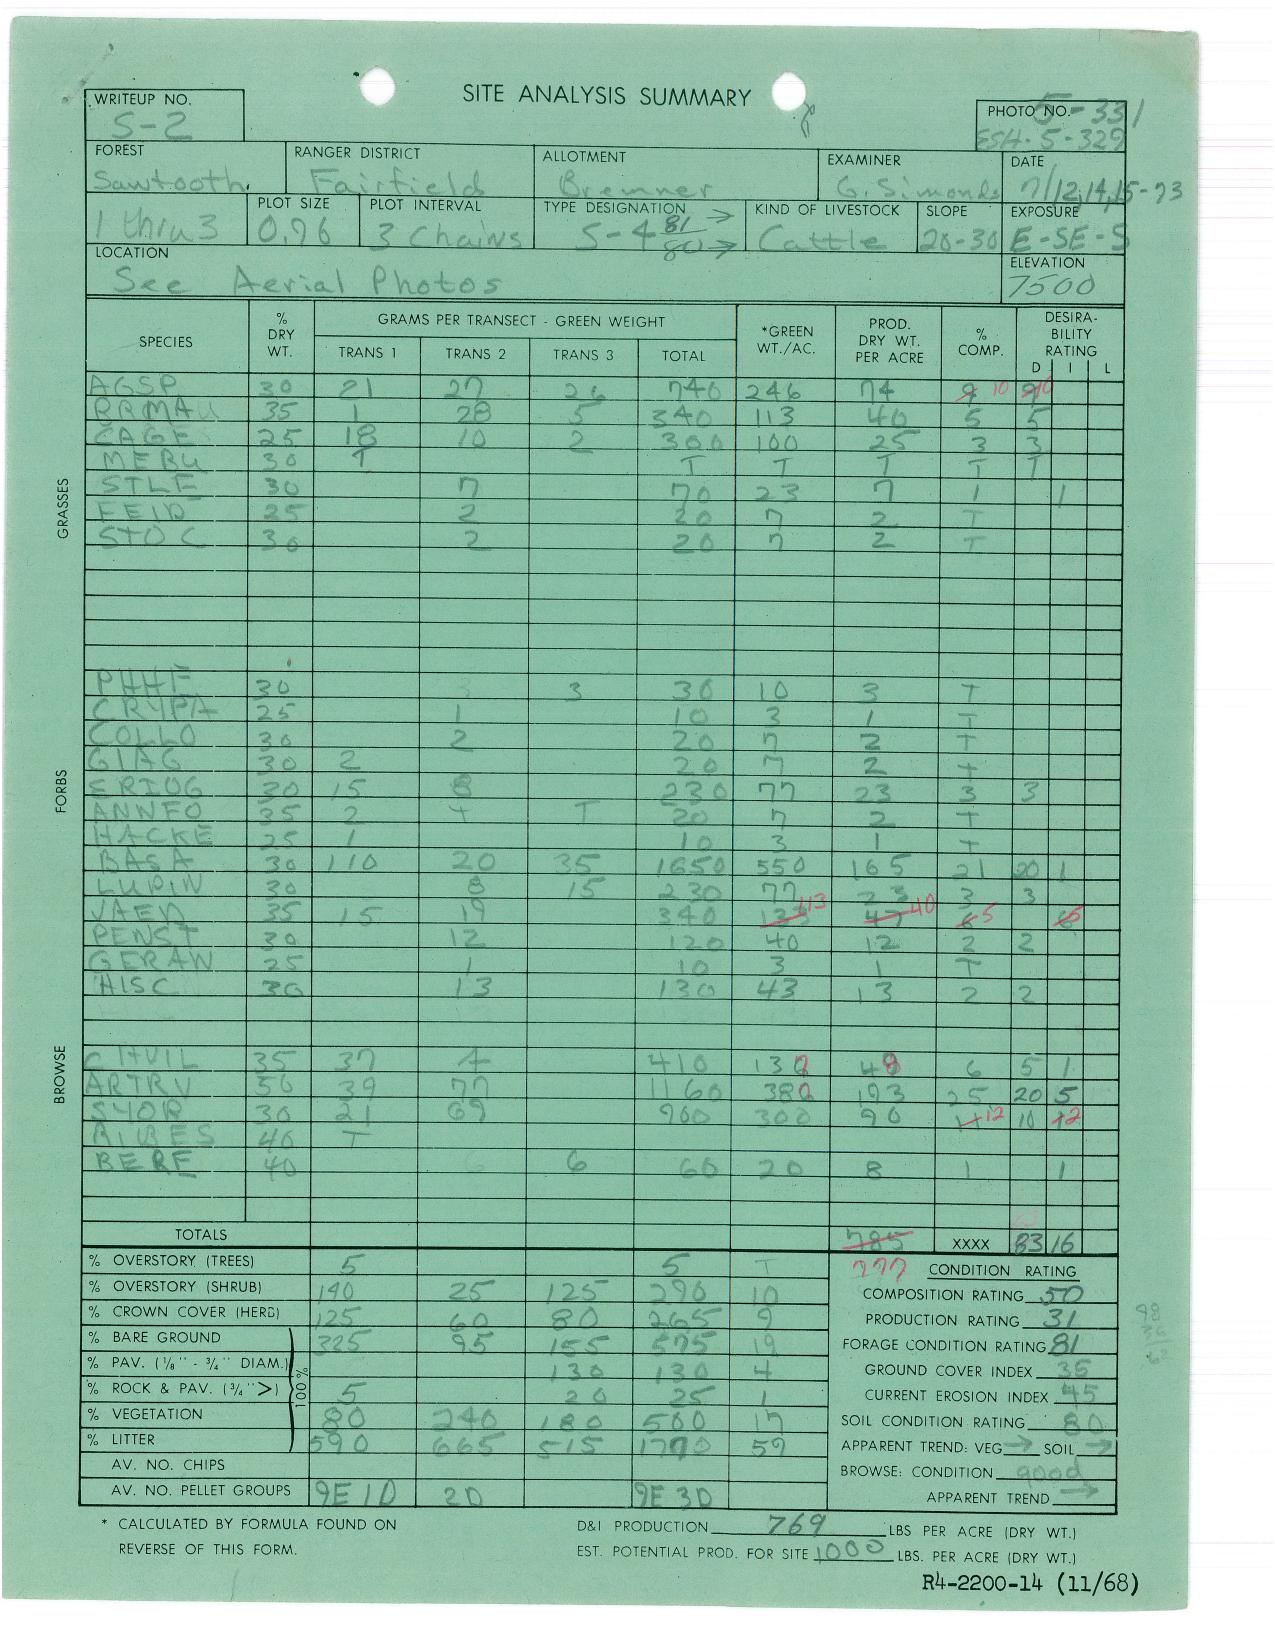 SITE ANALYSIS SUMMARY
WRITEUP NO.
S-2
PHOTO NO. 5-331
ESH-5-329
FOREST RANGER DISTRICT ALLOTMENT EXAMINER DATE
Sawtooth Fairfield Bremner G. Simonds 7/12,14,15-73
PLOT SIZE PLOT INTERVAL TYPE DESIGNATION KIND OF LIVESTOCK SLOPE EXPOSURE
1 thru 3 0.96 3 Chains S-4 81 → 80 → Cattle 20-30 E-SE-S
LOCATION ELEVATION
See Aerial Photos 7500
SPECIES % DRY WT. GRAMS PER TRANSECT - GREEN WEIGHT *GREEN WT./AC. PROD. DRY WT. PER ACRE % COMP. DESIRABILITY RATING
TRANS 1 TRANS 2 TRANS 3 TOTAL D I L
GRASSES
AGSP 30 21 27 26 740 246 74 9 10 9 10
BRMA 35 1 28 5 340 113 40 5 5
CAGE 25 18 10 2 300 100 25 3 3
MEBU 30 T T T T T T
STLE 30 7 70 23 7 1 1
FEID 25 2 20 7 2 T
STOC 30 2 20 7 2 T
FORBS
PHHE 30 3 30 10 3 T
CRYPA 25 1 10 3 1 T
COLLO 30 2 20 7 2 T
GIAG 30 2 20 7 2 +
ERIOG 30 15 8 230 77 23 3 3
ANNFO 35 2 + T 20 7 2 T
HACKE 25 1 10 3 1 +
BASA 30 110 20 35 1650 550 165 21 20 1
LUPIN 30 8 15 230 77 23 3 3
VAED 35 15 19 340 113 47 40 6 5 5
PENST 30 12 120 40 12 2 2
GERAN 25 1 10 3 1 T
HISC 30 13 130 43 13 2 2
BROWSE
CHVIL 35 37 4 410 137 48 6 5 1
ARTRV 50 39 77 1160 380 193 25 20 5
SYOR 30 21 69 900 300 90 11 12 10 12
RIBES 40 T
BERE 40 6 60 20 8 1 1
TOTALS 785 XXXX 83 16
777
% OVERSTORY (TREES) 5 5 T
% OVERSTORY (SHRUB) 140 25 125 290 10
% CROWN COVER (HERB) 125 60 80 265 9
% BARE GROUND 325 95 155 575 19
% PAV. (1/8" - 3/4" DIAM.) 130 130 4
% ROCK & PAV. (3/4" >) 5 20 25 1
% VEGETATION 80 240 180 500 17
% LITTER 590 665 515 1770 59
100%
AV. NO. CHIPS
AV. NO. PELLET GROUPS 9E 1D 2D 9E 3D
CONDITION RATING
COMPOSITION RATING 50
PRODUCTION RATING 31
FORAGE CONDITION RATING 81
GROUND COVER INDEX 35
CURRENT EROSION INDEX 45
SOIL CONDITION RATING 80
APPARENT TREND: VEG → SOIL →
BROWSE: CONDITION good
APPARENT TREND →
* CALCULATED BY FORMULA FOUND ON
REVERSE OF THIS FORM.
D&I PRODUCTION 769 LBS PER ACRE (DRY WT.)
EST. POTENTIAL PROD. FOR SITE 1000 LBS. PER ACRE (DRY WT.)
R4-2200-14 (11/68)